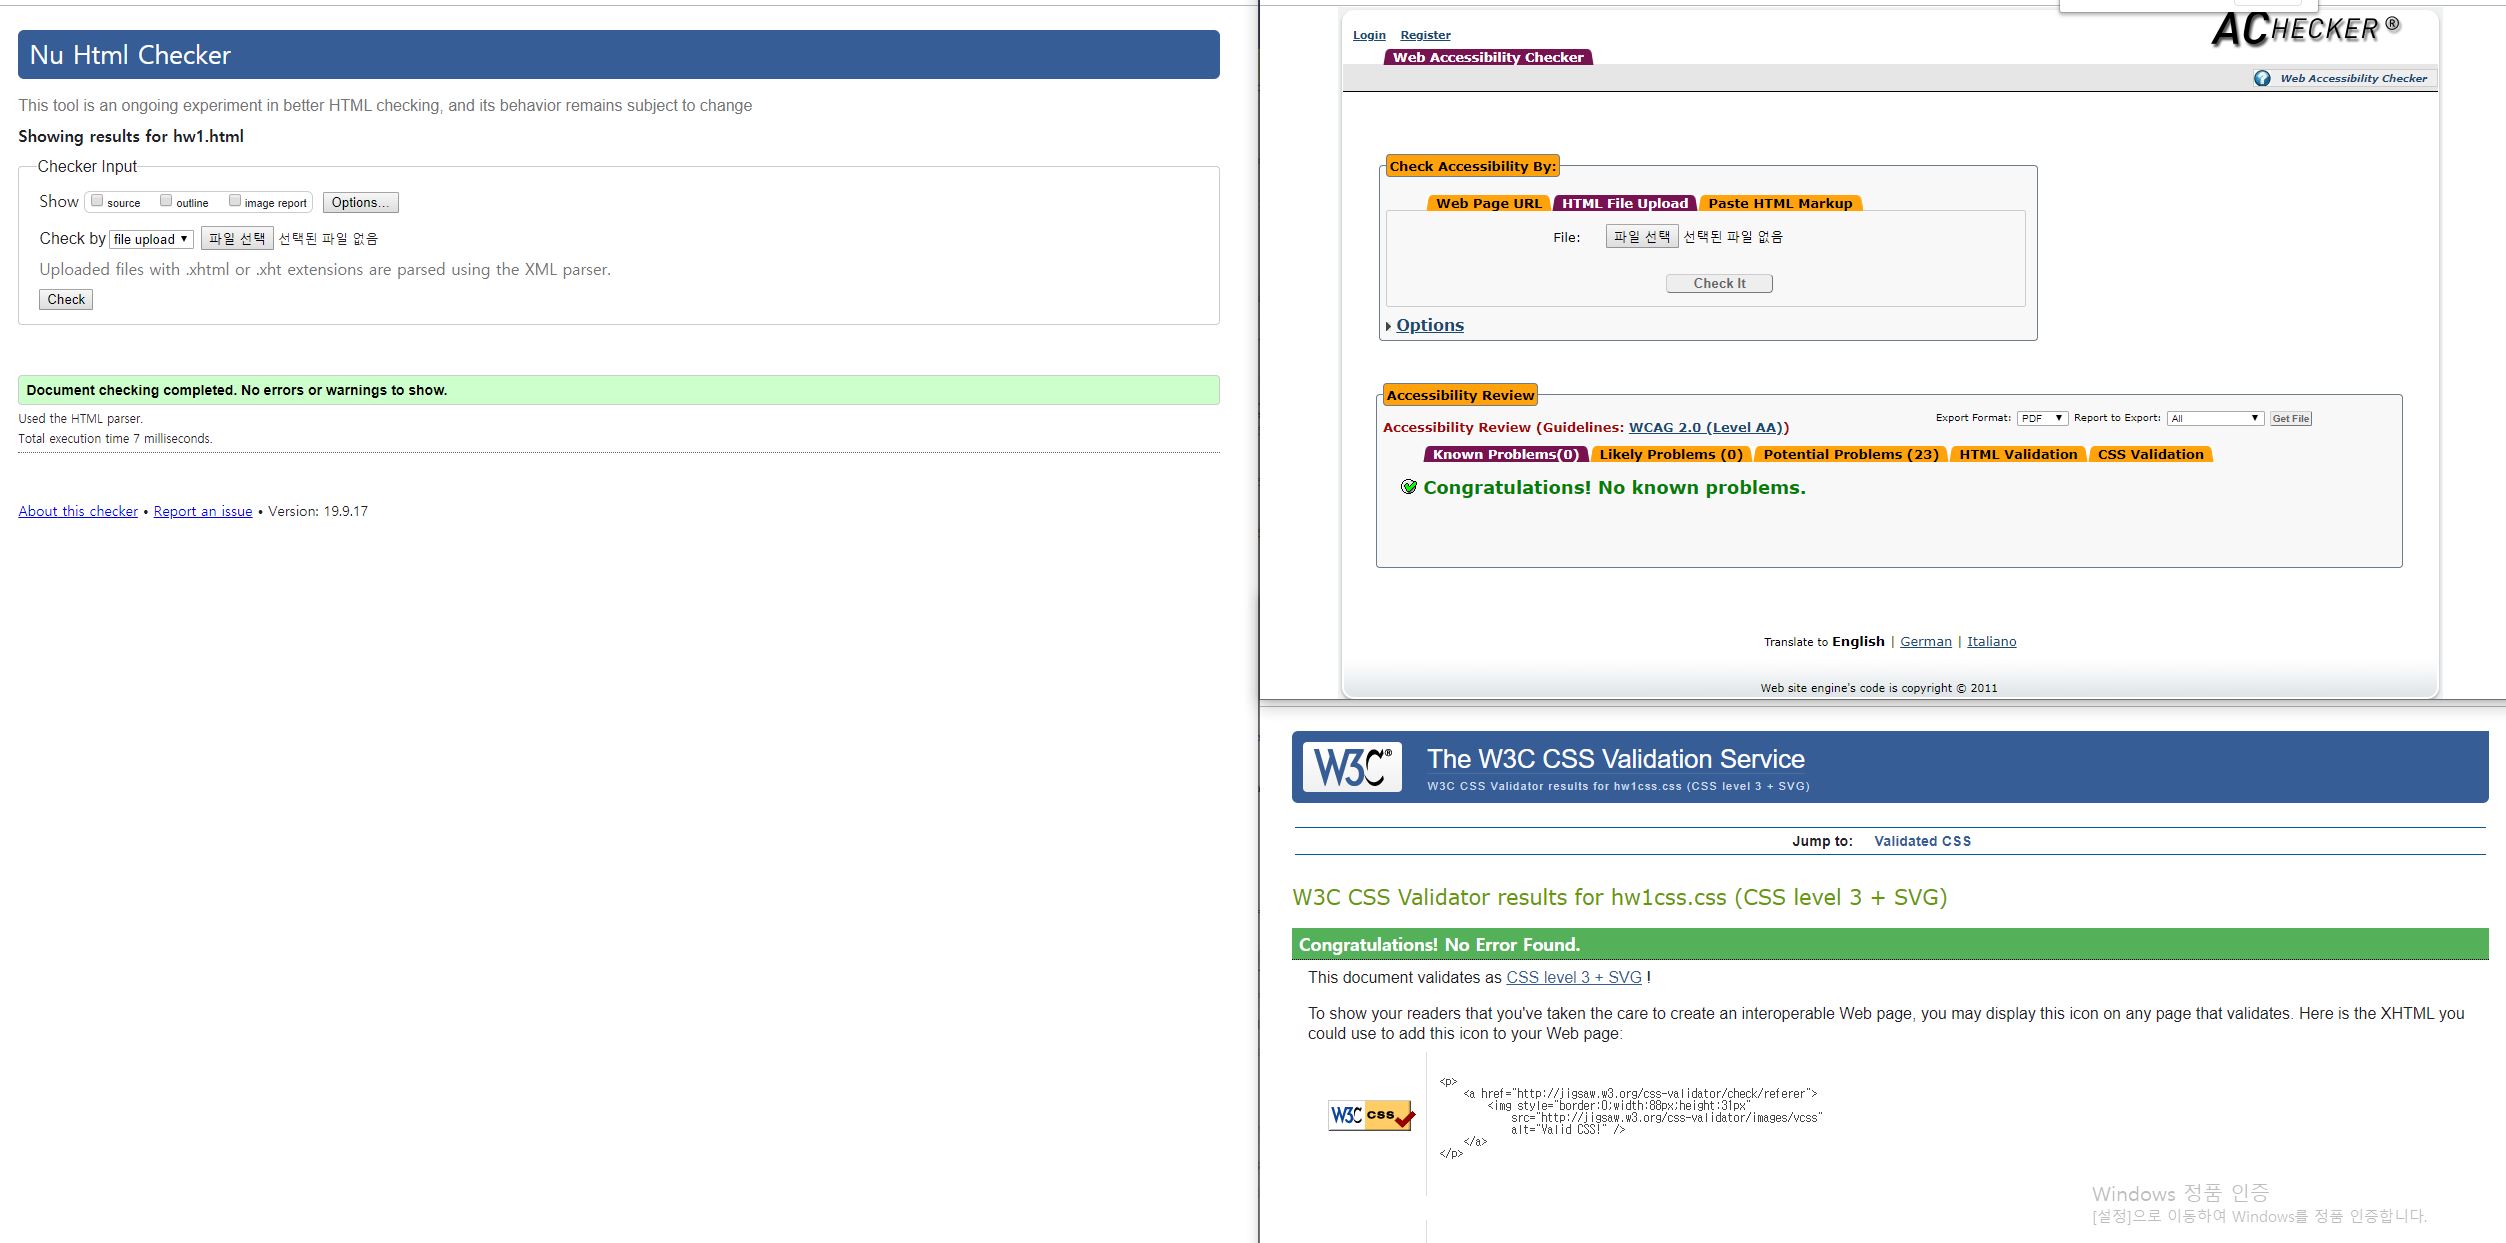 Nu Html Checker
This tool is an ongoing experiment in better HTML checking, and its behavior remains subject to change
Showing results for hw1.html
Checker Input
Show source outline image report Options...
Check by file upload ▼ 파일 선택 선택된 파일 없음
Uploaded files with .xhtml or .xht extensions are parsed using the XML parser.
Check
Document checking completed. No errors or warnings to show.
Used the HTML parser.
Total execution time 7 milliseconds.
About this checker • Report an issue • Version: 19.9.17
ACHECKER ®
Login Register
Web Accessibility Checker
Web Accessibility Checker
Check Accessibility By:
Web Page URL HTML File Upload Paste HTML Markup
File: 파일 선택 선택된 파일 없음
Check It
Options
Accessibility Review
Export Format: PDF ▼ Report to Export: All ▼ Get File
Accessibility Review (Guidelines: WCAG 2.0 (Level AA))
Known Problems(0) Likely Problems (0) Potential Problems (23) HTML Validation CSS Validation
Congratulations! No known problems.
Translate to English | German | Italiano
Web site engine's code is copyright © 2011
W3C® The W3C CSS Validation Service
W3C CSS Validator results for hw1css.css (CSS level 3 + SVG)
Jump to: Validated CSS
W3C CSS Validator results for hw1css.css (CSS level 3 + SVG)
Congratulations! No Error Found.
This document validates as CSS level 3 + SVG !
To show your readers that you've taken the care to create an interoperable Web page, you may display this icon on any page that validates. Here is the XHTML you
could use to add this icon to your Web page:
W3C css
<p>
<a href="http://jigsaw.w3.org/css-validator/check/referer">
<img style="border:0;width:88px;height:31px"
src="http://jigsaw.w3.org/css-validator/images/vcss"
alt="Valid CSS!" />
</a>
</p>
Windows 정품 인증
[설정]으로 이동하여 Windows를 정품 인증합니다.